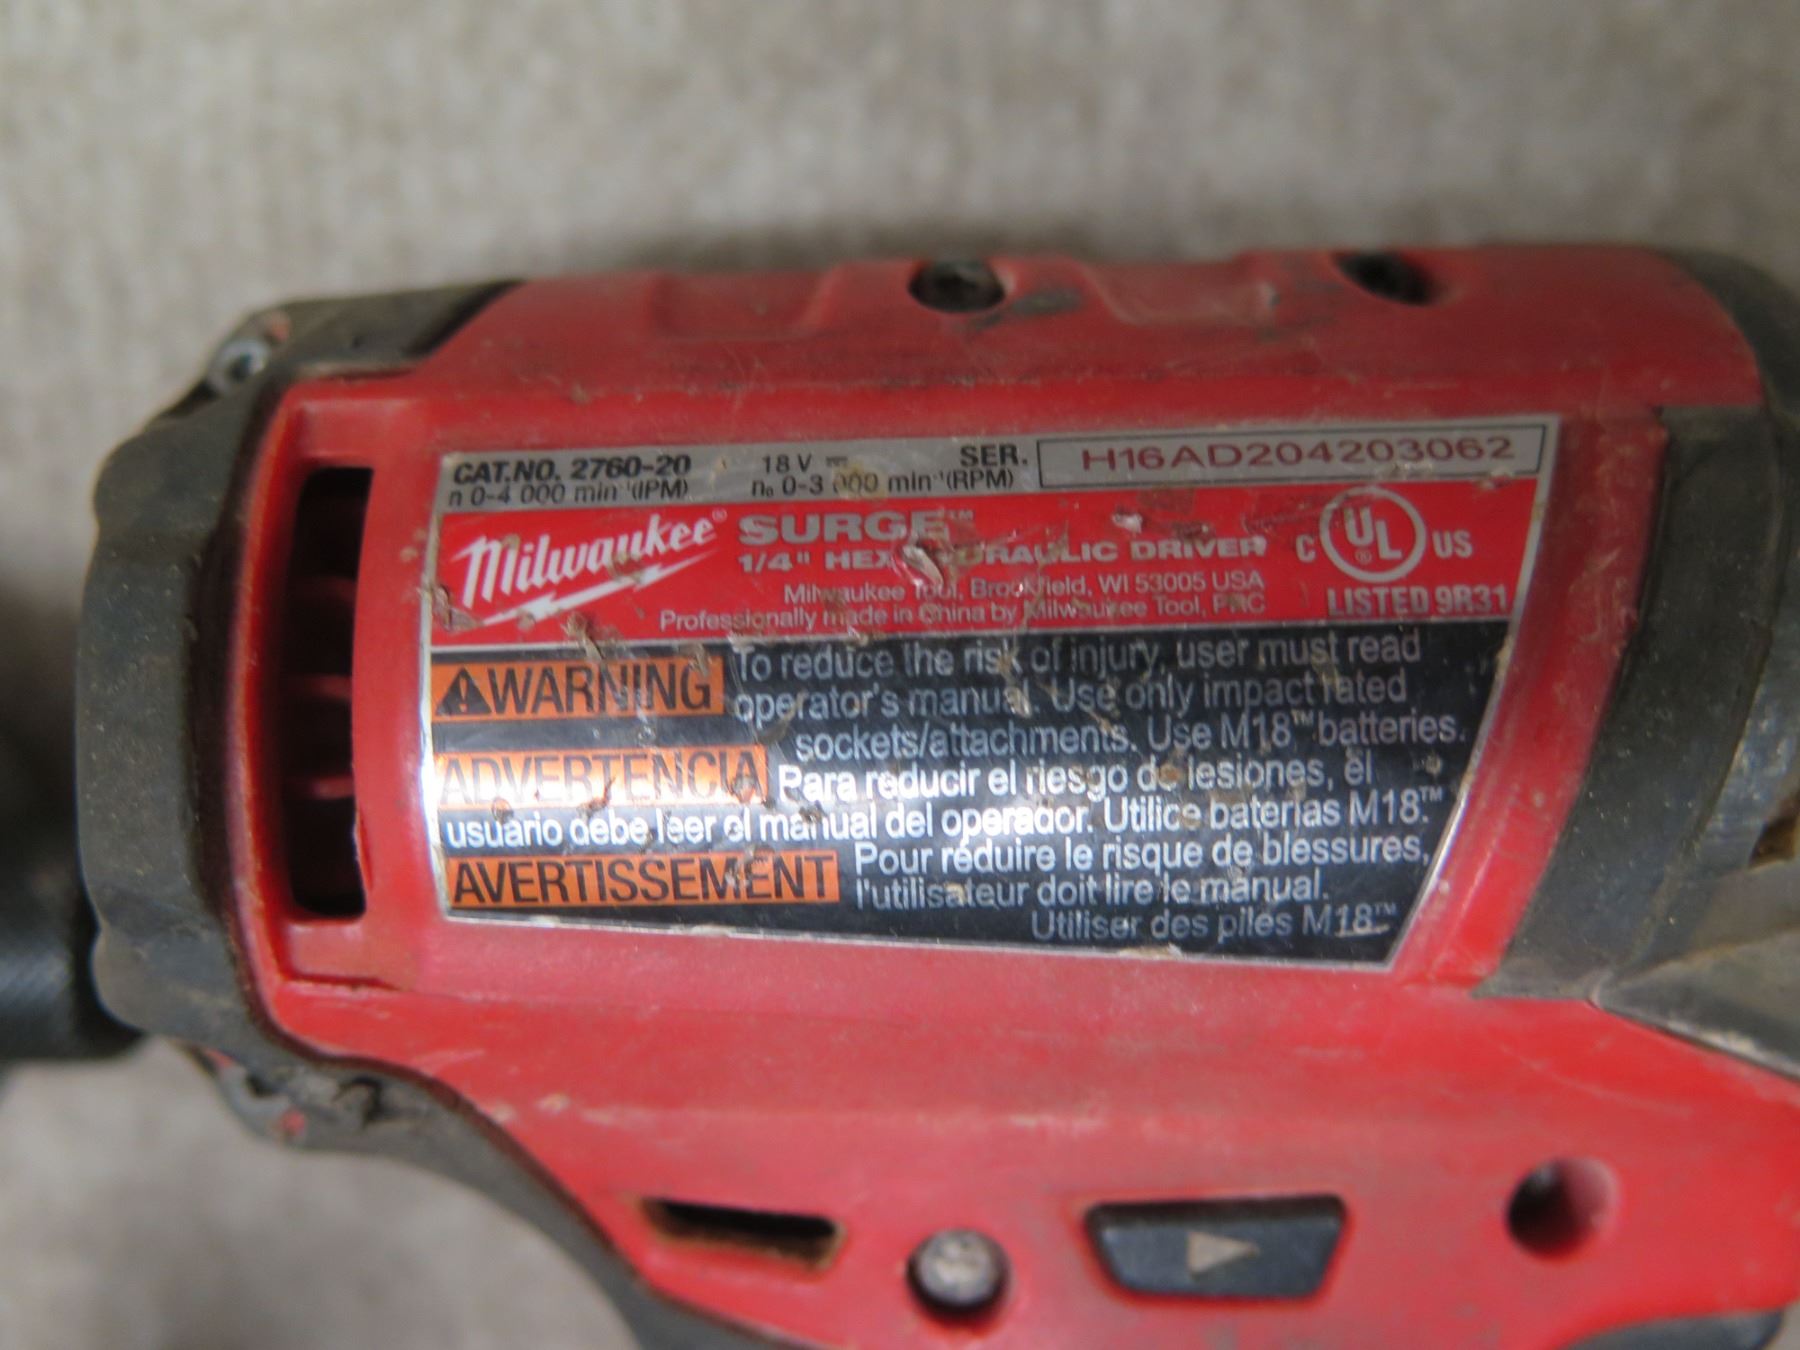 CAT.NO. 2760-20 18 V ⎓ SER. H16AD204203062
n 0-4 000 min⁻¹(IPM) n₀ 0-3 000 min⁻¹(RPM)
Milwaukee® SURGE™
1/4" HEX DRIVER C UL® US
Milwaukee Tool, Brookfield, WI 53005 USA
Professionally made in China by Milwaukee Tool, PRC LISTED 9R31
⚠WARNING To reduce the risk of injury, user must read
operator's manual. Use only impact rated
sockets/attachments. Use M18™ batteries.
ADVERTENCIA Para reducir el riesgo de lesiones, el
usuario debe leer el manual del operador. Utilice baterías M18™.
AVERTISSEMENT Pour réduire le risque de blessures,
l'utilisateur doit lire le manual.
Utiliser des piles M18™